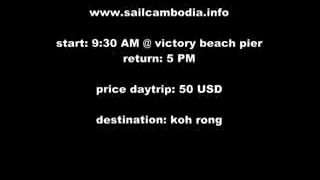 www.sailcambodia.info
start: 9:30 AM @ victory beach pier
return: 5 PM
price daytrip: 50 USD
destination: koh rong